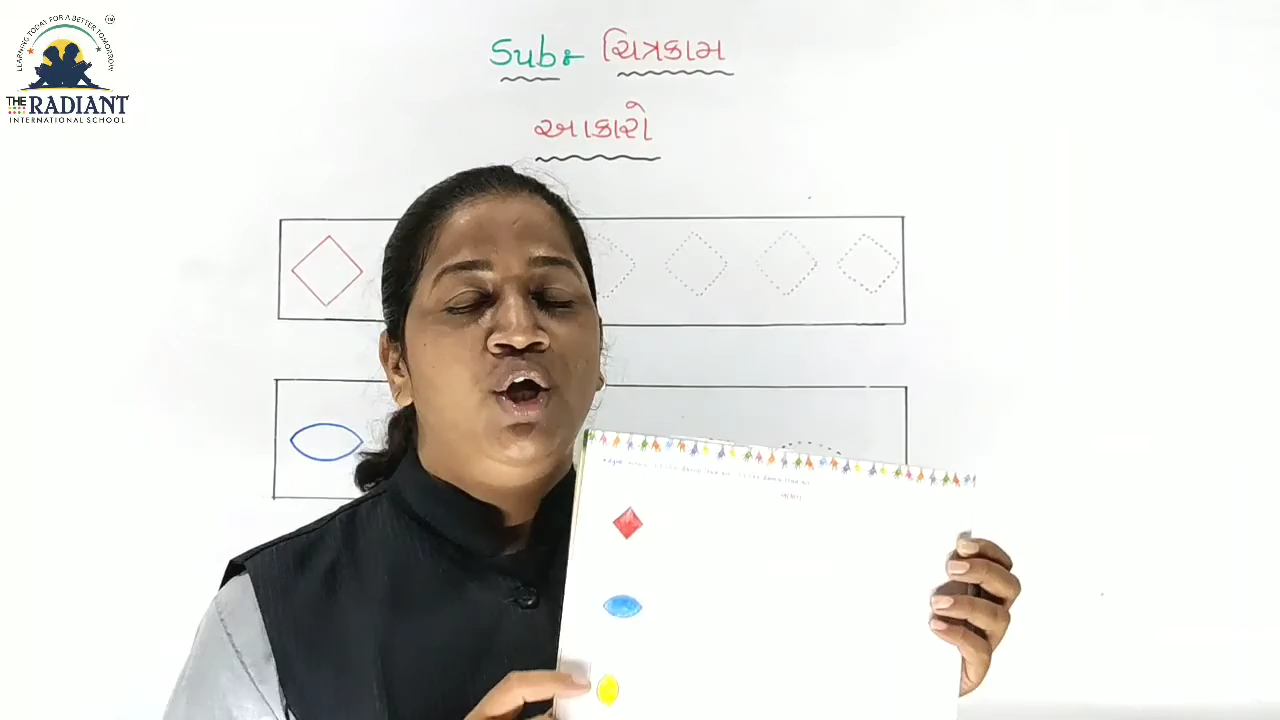 LEARNING TODAY FOR A BETTER TOMORROW
THE RADIANT
INTERNATIONAL SCHOOL
Sub:- ચિત્રકામ
આકારો